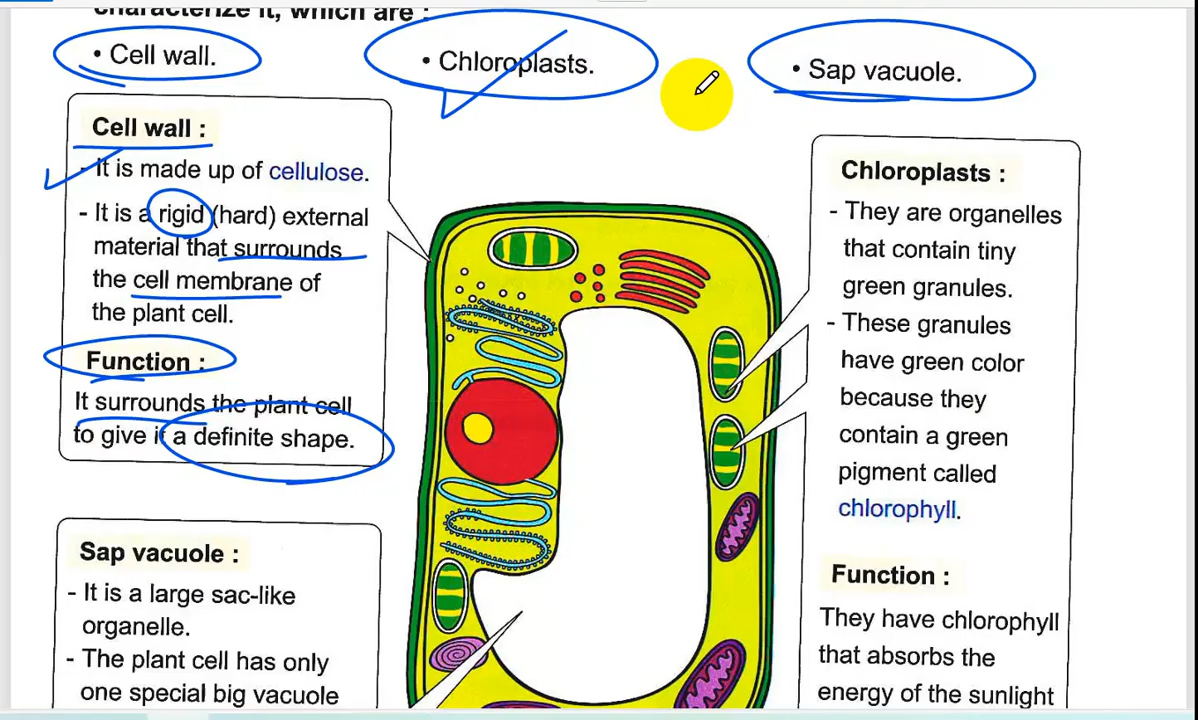 characterize it, which are :
• Cell wall.
• Chloroplasts.
• Sap vacuole.
Cell wall :
- It is made up of cellulose.
- It is a rigid (hard) external
material that surrounds
the cell membrane of
the plant cell.
Function :
It surrounds the plant cell
to give it a definite shape.
Sap vacuole :
- It is a large sac-like
organelle.
- The plant cell has only
one special big vacuole
Chloroplasts :
- They are organelles
that contain tiny
green granules.
- These granules
have green color
because they
contain a green
pigment called
chlorophyll.
Function :
They have chlorophyll
that absorbs the
energy of the sunlight